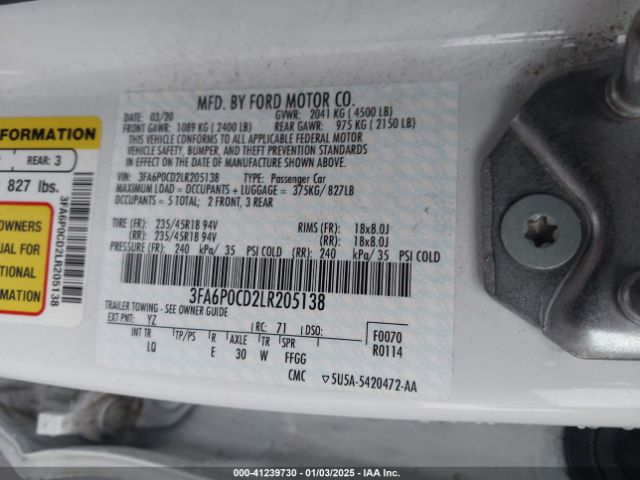 MFD. BY FORD MOTOR CO.
DATE: 03/20 GVWR: 2041 KG ( 4500 LB)
FRONT GAWR: 1089 KG ( 2400 LB) REAR GAWR: 975 KG ( 2150 LB)
THIS VEHICLE CONFORMS TO ALL APPLICABLE FEDERAL MOTOR
VEHICLE SAFETY, BUMPER, AND THEFT PREVENTION STANDARDS
IN EFFECT ON THE DATE OF MANUFACTURE SHOWN ABOVE.
VIN: 3FA6P0CD2LR205138 TYPE: Passenger Car
MAXIMUM LOAD = OCCUPANTS + LUGGAGE = 375KG/ 827LB
OCCUPANTS = 5 TOTAL: 2 FRONT, 3 REAR
TIRE (FR): 235/45R18 94V RIMS (FR): 18x8.0J
(RR): 235/45R18 94V (RR): 18x8.0J
PRESSURE (FR): 240 kPa/ 35 PSI COLD (RR): 240 kPa/ 35 PSI COLD
3FA6P0CD2LR205138
TRAILER TOWING - SEE OWNER GUIDE
EXT PNT: YZ RC: 71 DSO: F0070
INT TR TP/PS R AXLE TR SPR R0114
LQ E 30 W FFGG
CMC 5U5A-5420472-AA
FORMATION
REAR: 3
827 lbs.
3FA6P0CD2LR205138
OWNER'S
UAL FOR
TIONAL
RMATION
000-41239730 - 01/03/2025 - IAA Inc.